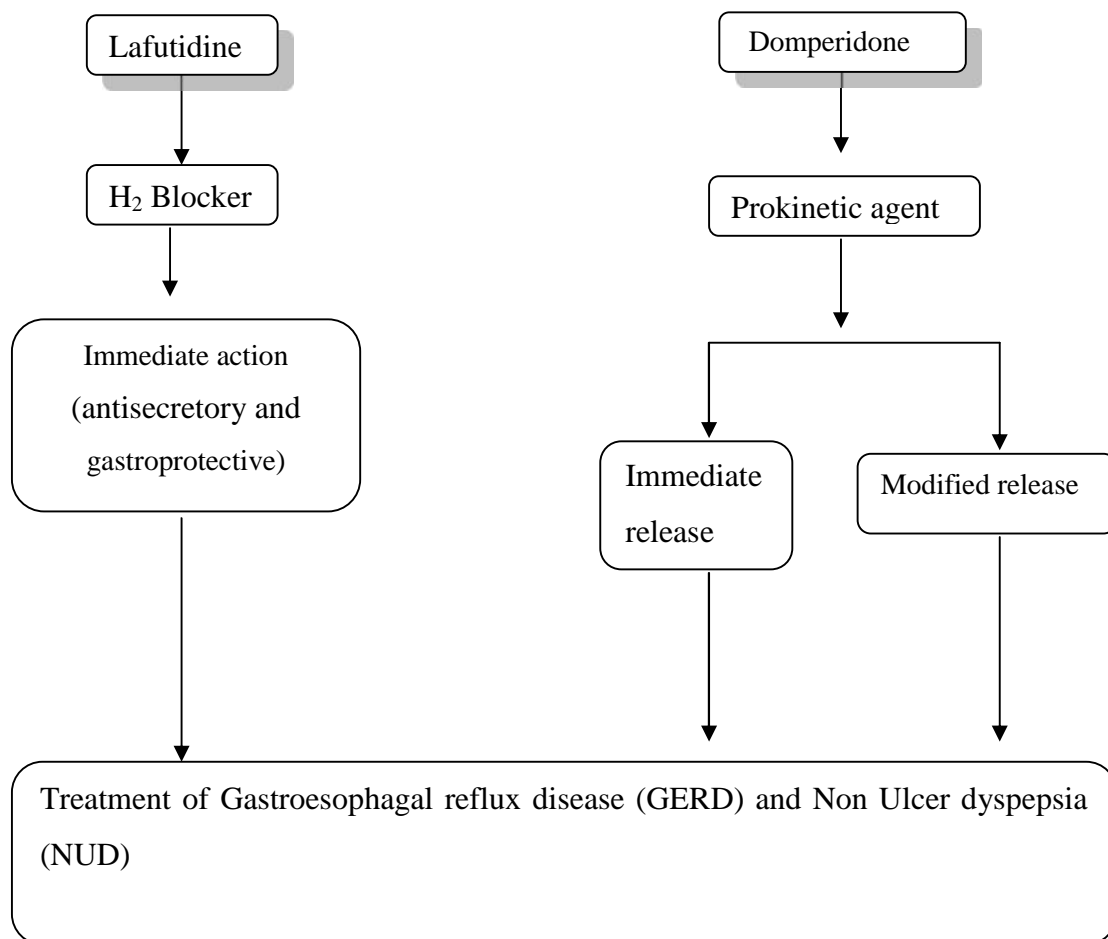 Lafutidine
Domperidone
H₂ Blocker
Prokinetic agent
Immediate action
(antisecretory and
gastroprotective)
Immediate
release
Modified release
Treatment of Gastroesophagal reflux disease (GERD) and Non Ulcer dyspepsia
(NUD)